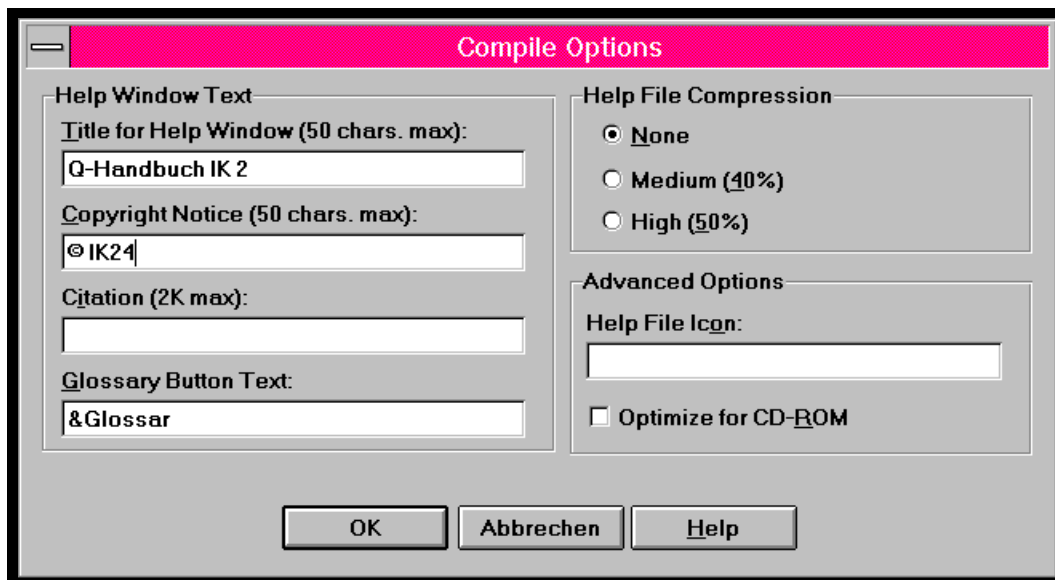 Compile Options
Help Window Text
Title for Help Window (50 chars. max):
Q-Handbuch IK 2
Copyright Notice (50 chars. max):
© IK24
Citation (2K max):
Glossary Button Text:
&Glossar
Help File Compression
None
Medium (40%)
High (50%)
Advanced Options
Help File Icon:
Optimize for CD-ROM
OK
Abbrechen
Help